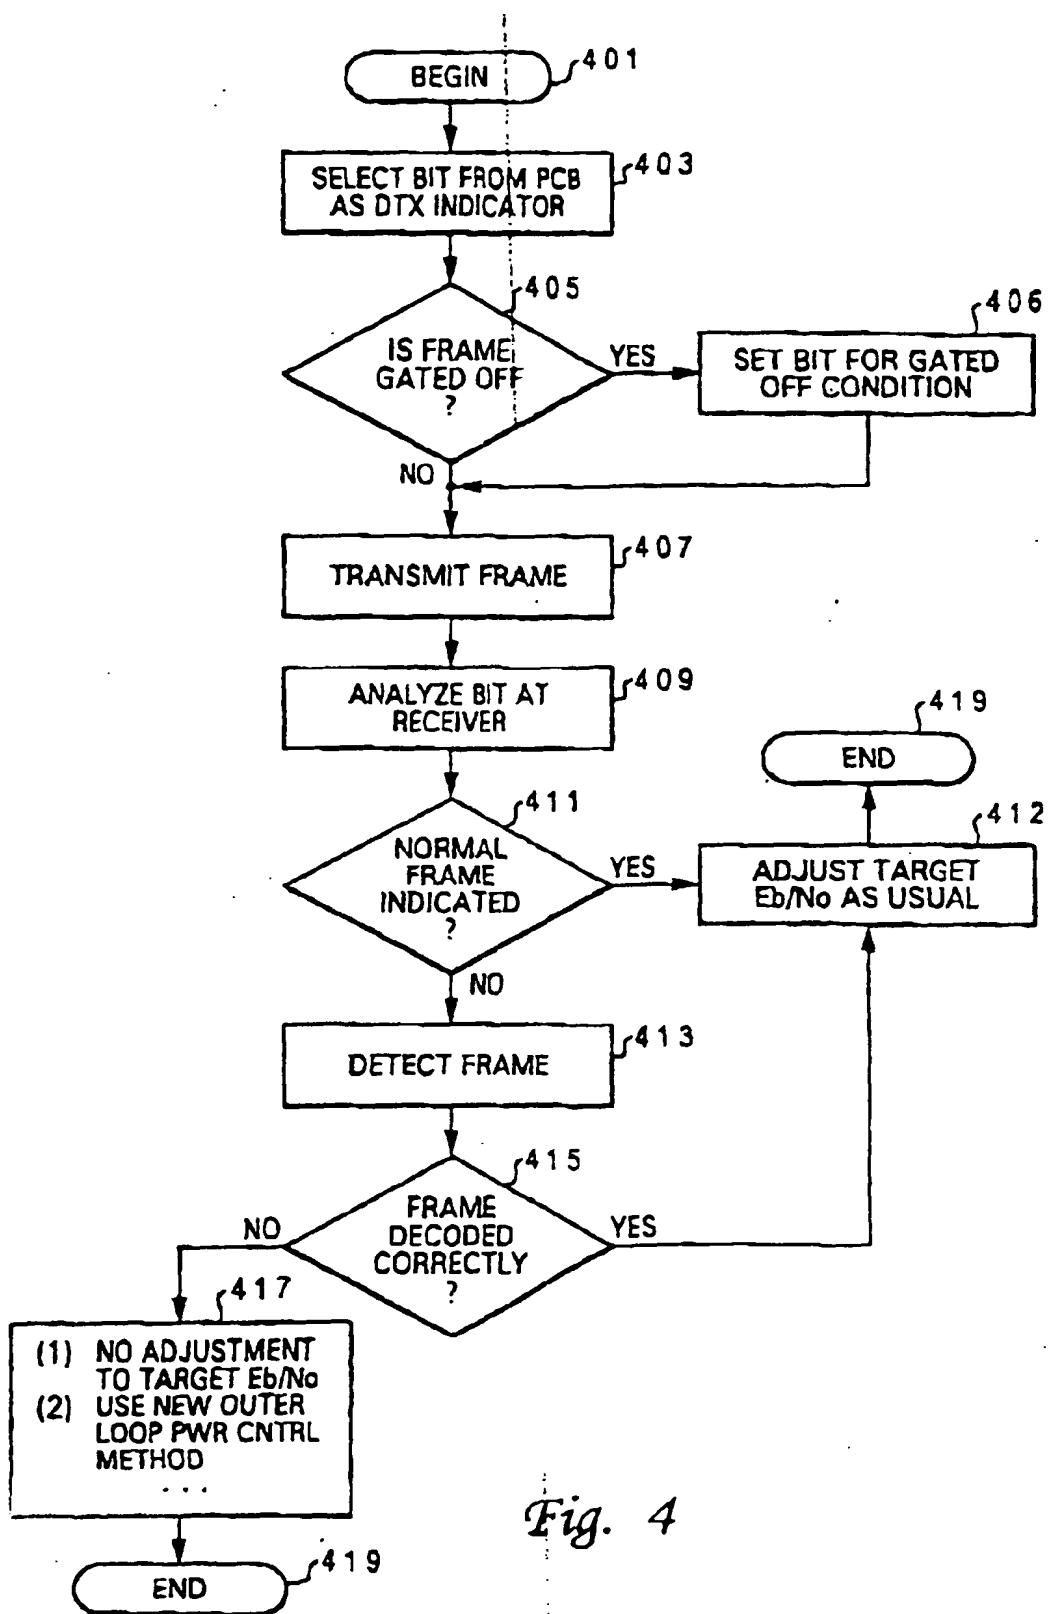 BEGIN
401
SELECT BIT FROM PCB
AS DTX INDICATOR
403
405
IS FRAME
GATED OFF
?
YES
406
SET BIT FOR GATED
OFF CONDITION
NO
407
TRANSMIT FRAME
409
ANALYZE BIT AT
RECEIVER
419
END
411
NORMAL
FRAME
INDICATED
?
YES
412
ADJUST TARGET
Eb/No AS USUAL
NO
413
DETECT FRAME
415
FRAME
DECODED
CORRECTLY
?
NO
YES
417
(1) NO ADJUSTMENT
TO TARGET Eb/No
(2) USE NEW OUTER
LOOP PWR CNTRL
METHOD
...
419
END
Fig. 4